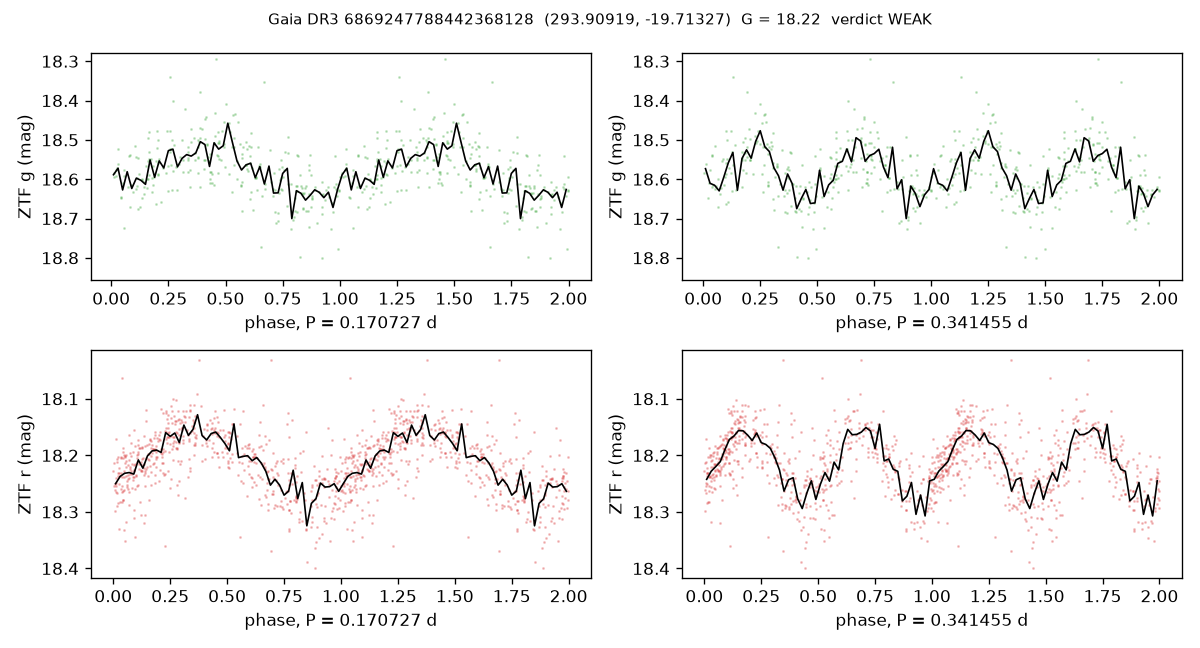 Gaia DR3 6869247788442368128 (293.90919, -19.71327) G = 18.22 verdict WEAK
ZTF g (mag)
18.3
18.4
18.5
18.6
18.7
18.8
0.00 0.25 0.50 0.75 1.00 1.25 1.50 1.75 2.00
phase, P = 0.170727 d
ZTF g (mag)
18.3
18.4
18.5
18.6
18.7
18.8
0.00 0.25 0.50 0.75 1.00 1.25 1.50 1.75 2.00
phase, P = 0.341455 d
ZTF r (mag)
18.1
18.2
18.3
18.4
0.00 0.25 0.50 0.75 1.00 1.25 1.50 1.75 2.00
phase, P = 0.170727 d
ZTF r (mag)
18.1
18.2
18.3
18.4
0.00 0.25 0.50 0.75 1.00 1.25 1.50 1.75 2.00
phase, P = 0.341455 d